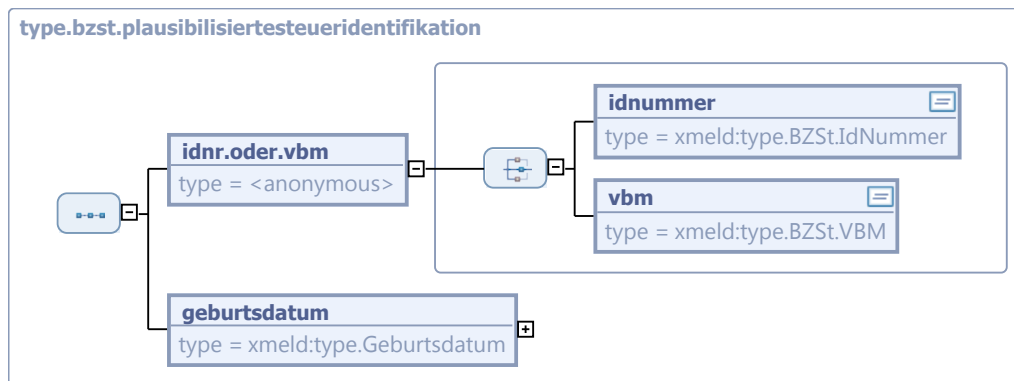 type.bzst.plausibilisiertesteueridentifikation
idnr.oder.vbm
type = <anonymous>
idnummer
type = xmeld:type.BZSt.IdNummer
vbm
type = xmeld:type.BZSt.VBM
geburtsdatum
type = xmeld:type.Geburtsdatum